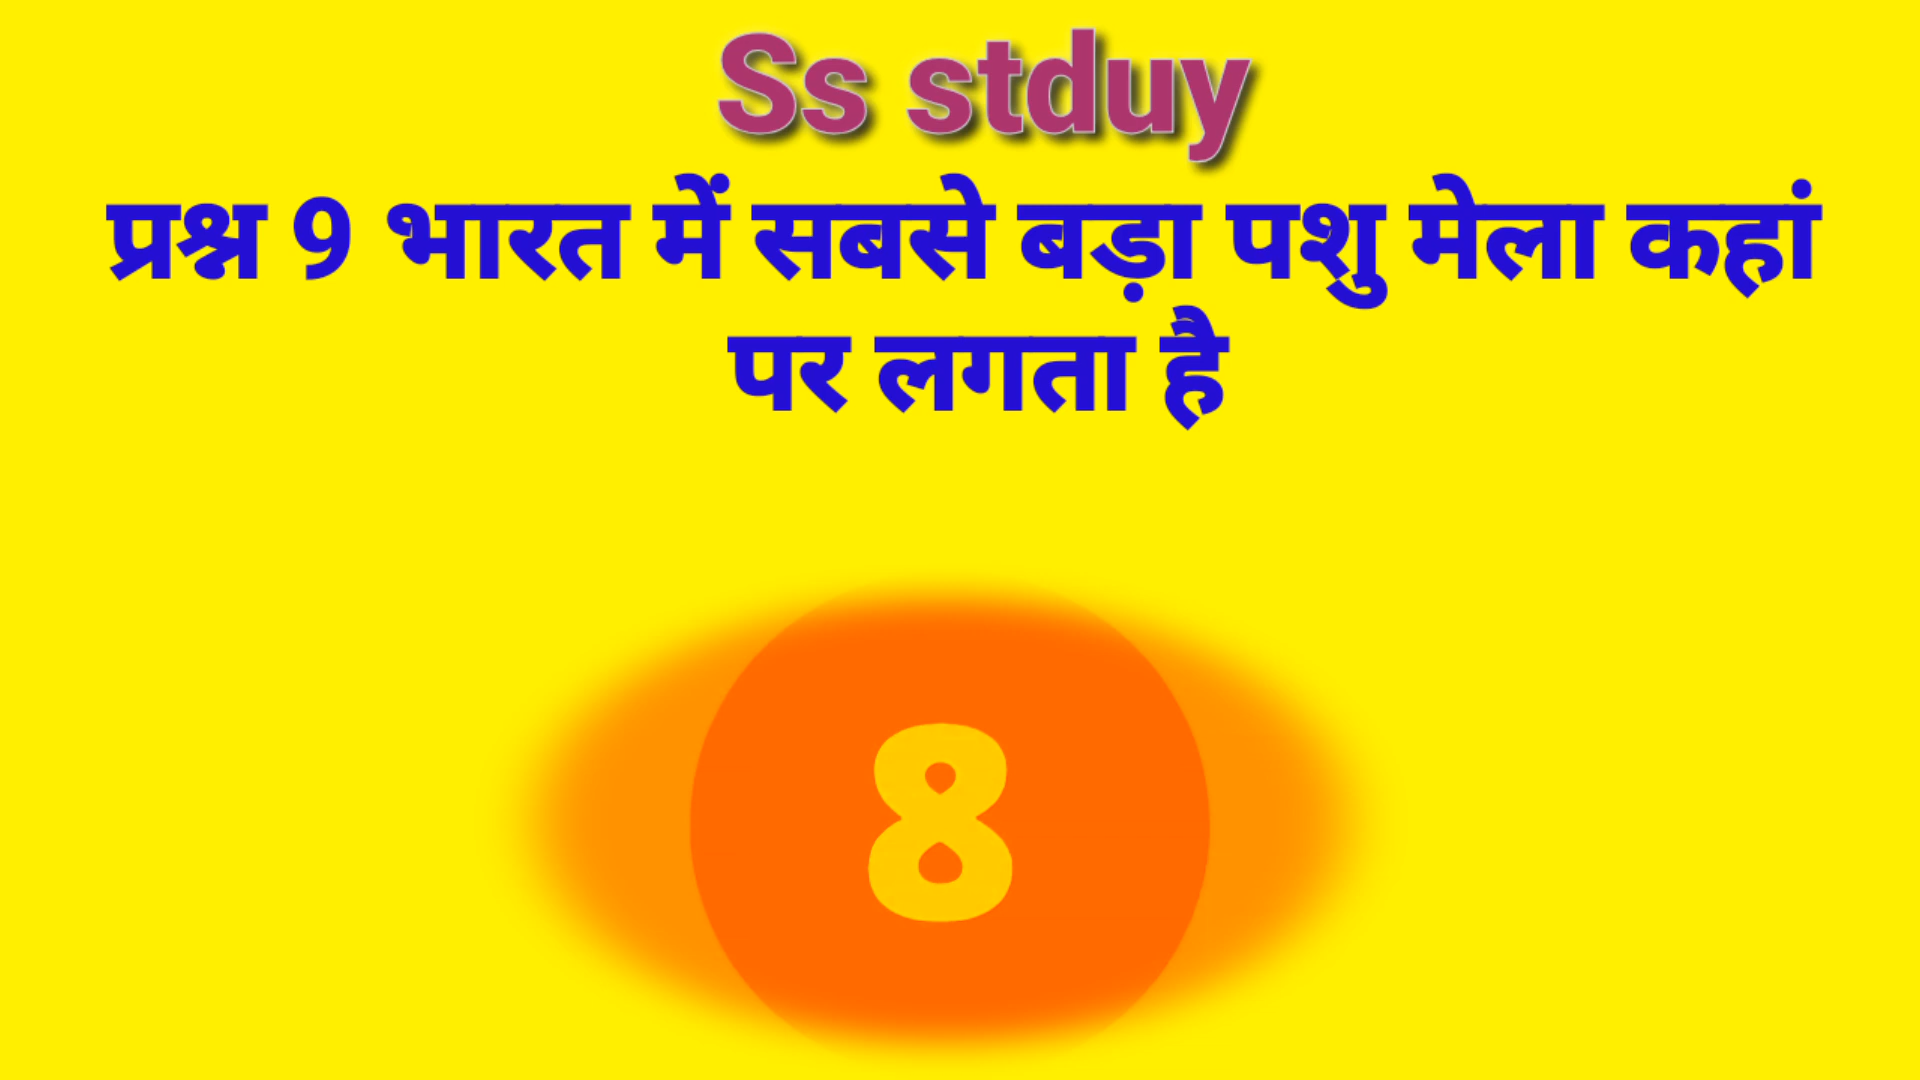 Ss stduy
प्रश्न 9 भारत में सबसे बड़ा पशु मेला कहां
पर लगता है
8